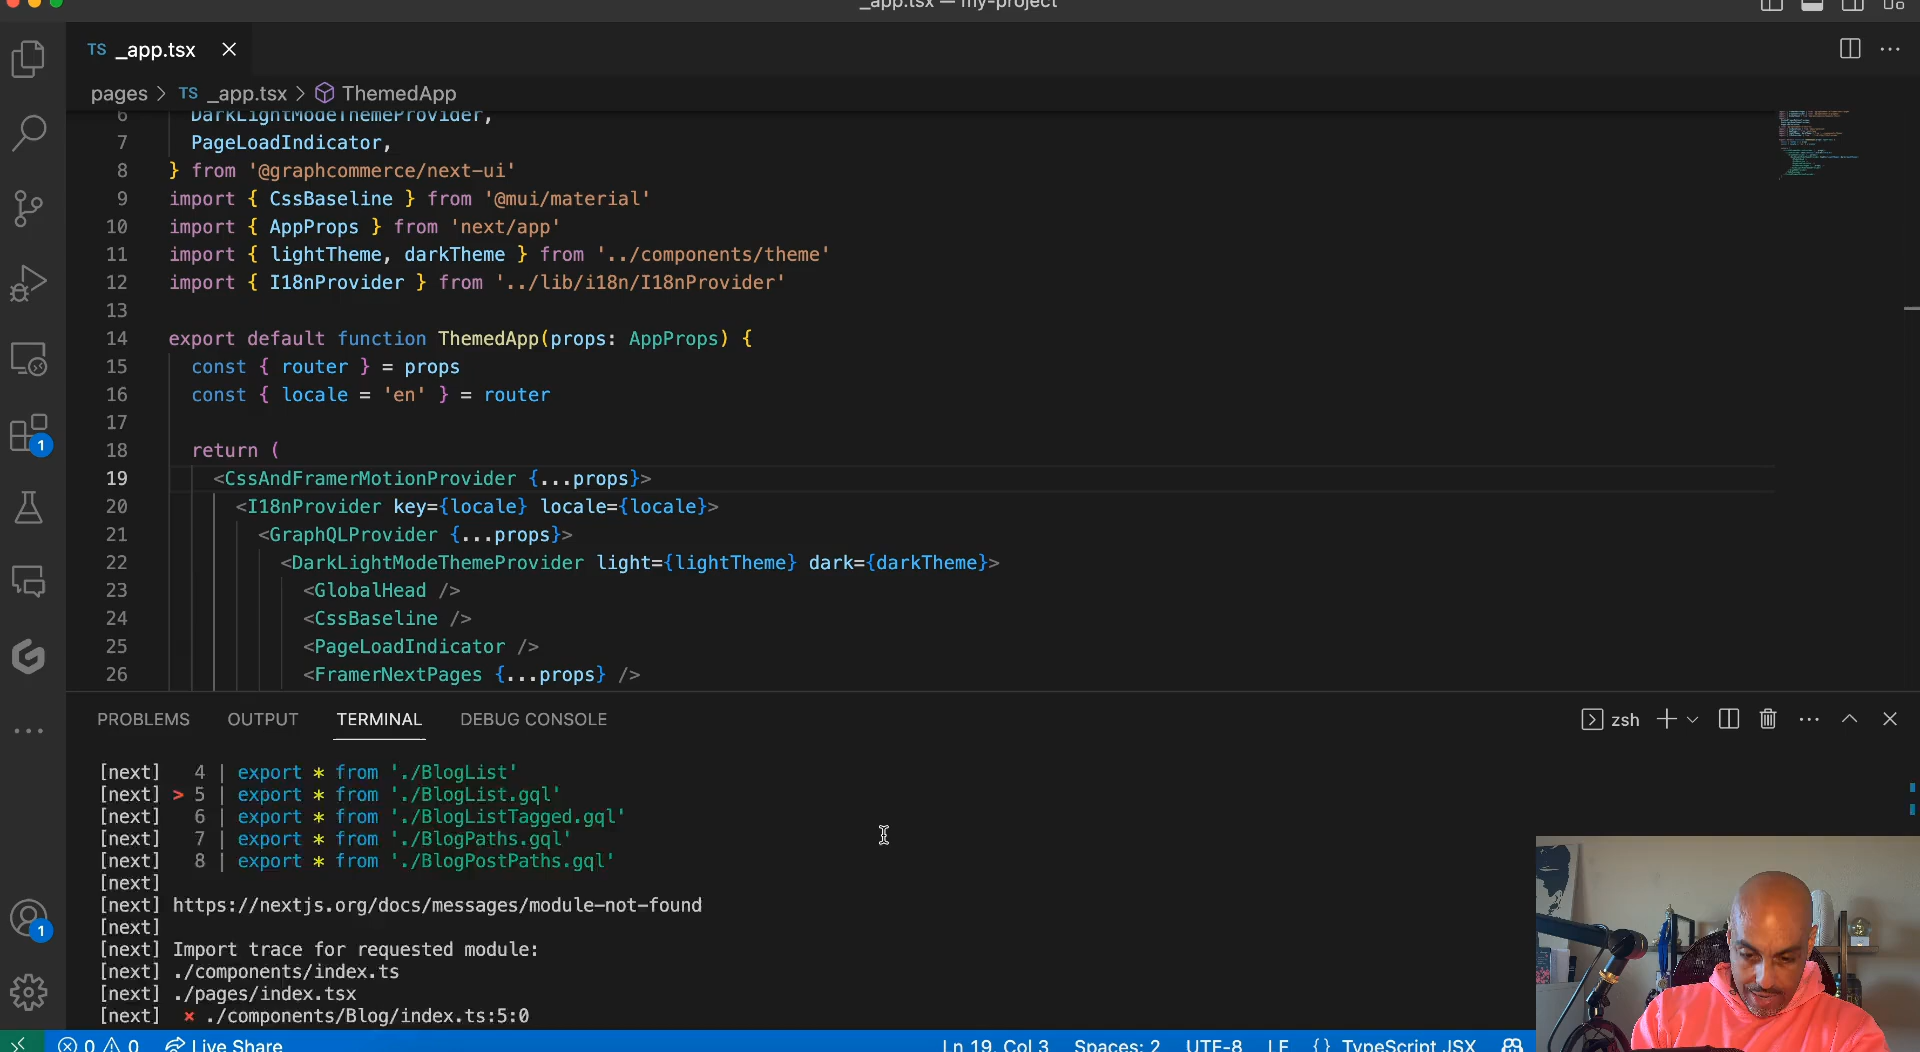 _app.tsx — my-project
TS _app.tsx
pages > TS _app.tsx > ThemedApp
6 DarkLightModeThemeProvider,
7 PageLoadIndicator,
8 } from '@graphcommerce/next-ui'
9 import { CssBaseline } from '@mui/material'
10 import { AppProps } from 'next/app'
11 import { lightTheme, darkTheme } from '../components/theme'
12 import { I18nProvider } from '../lib/i18n/I18nProvider'
13
14 export default function ThemedApp(props: AppProps) {
15 const { router } = props
16 const { locale = 'en' } = router
17
18 return (
19 <CssAndFramerMotionProvider {...props}>
20 <I18nProvider key={locale} locale={locale}>
21 <GraphQLProvider {...props}>
22 <DarkLightModeThemeProvider light={lightTheme} dark={darkTheme}>
23 <GlobalHead />
24 <CssBaseline />
25 <PageLoadIndicator />
26 <FramerNextPages {...props} />
1
PROBLEMS OUTPUT TERMINAL DEBUG CONSOLE zsh
[next] 4 | export * from './BlogList'
[next] > 5 | export * from './BlogList.gql'
[next] 6 | export * from './BlogListTagged.gql'
[next] 7 | export * from './BlogPaths.gql'
[next] 8 | export * from './BlogPostPaths.gql'
[next]
[next] https://nextjs.org/docs/messages/module-not-found
[next]
[next] Import trace for requested module:
[next] ./components/index.ts
[next] ./pages/index.tsx
[next] × ./components/Blog/index.ts:5:0
1
0 0 Live Share Ln 19, Col 3 Spaces: 2 UTF-8 LF {} TypeScript JSX